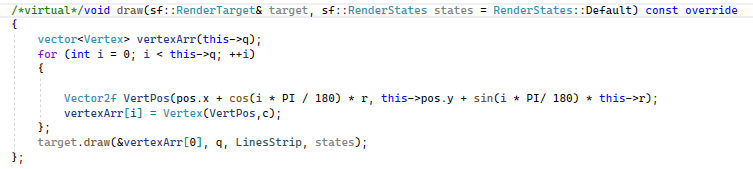 /*virtual*/void draw(sf::RenderTarget& target, sf::RenderStates states = RenderStates::Default) const override
{
    vector<Vertex> vertexArr(this->q);
    for (int i = 0; i < this->q; ++i)
    {
        Vector2f VertPos(pos.x + cos(i * PI / 180) * r, this->pos.y + sin(i * PI/ 180) * this->r);
        vertexArr[i] = Vertex(VertPos,c);
    };
    target.draw(&vertexArr[0], q, LinesStrip, states);
};